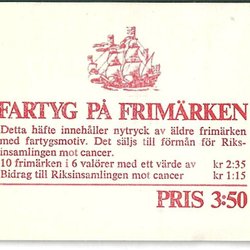 FARTYG PÅ FRIMÄRKEN
Detta häfte innehåller nytryck av äldre frimärken
med fartygsmotiv. Det säljs till förmån för Riks-
insamlingen mot cancer.
10 frimärken i 6 valörer med ett värde av kr 2:35
Bidrag till Riksinsamlingen mot cancer kr 1:15
PRIS 3:50